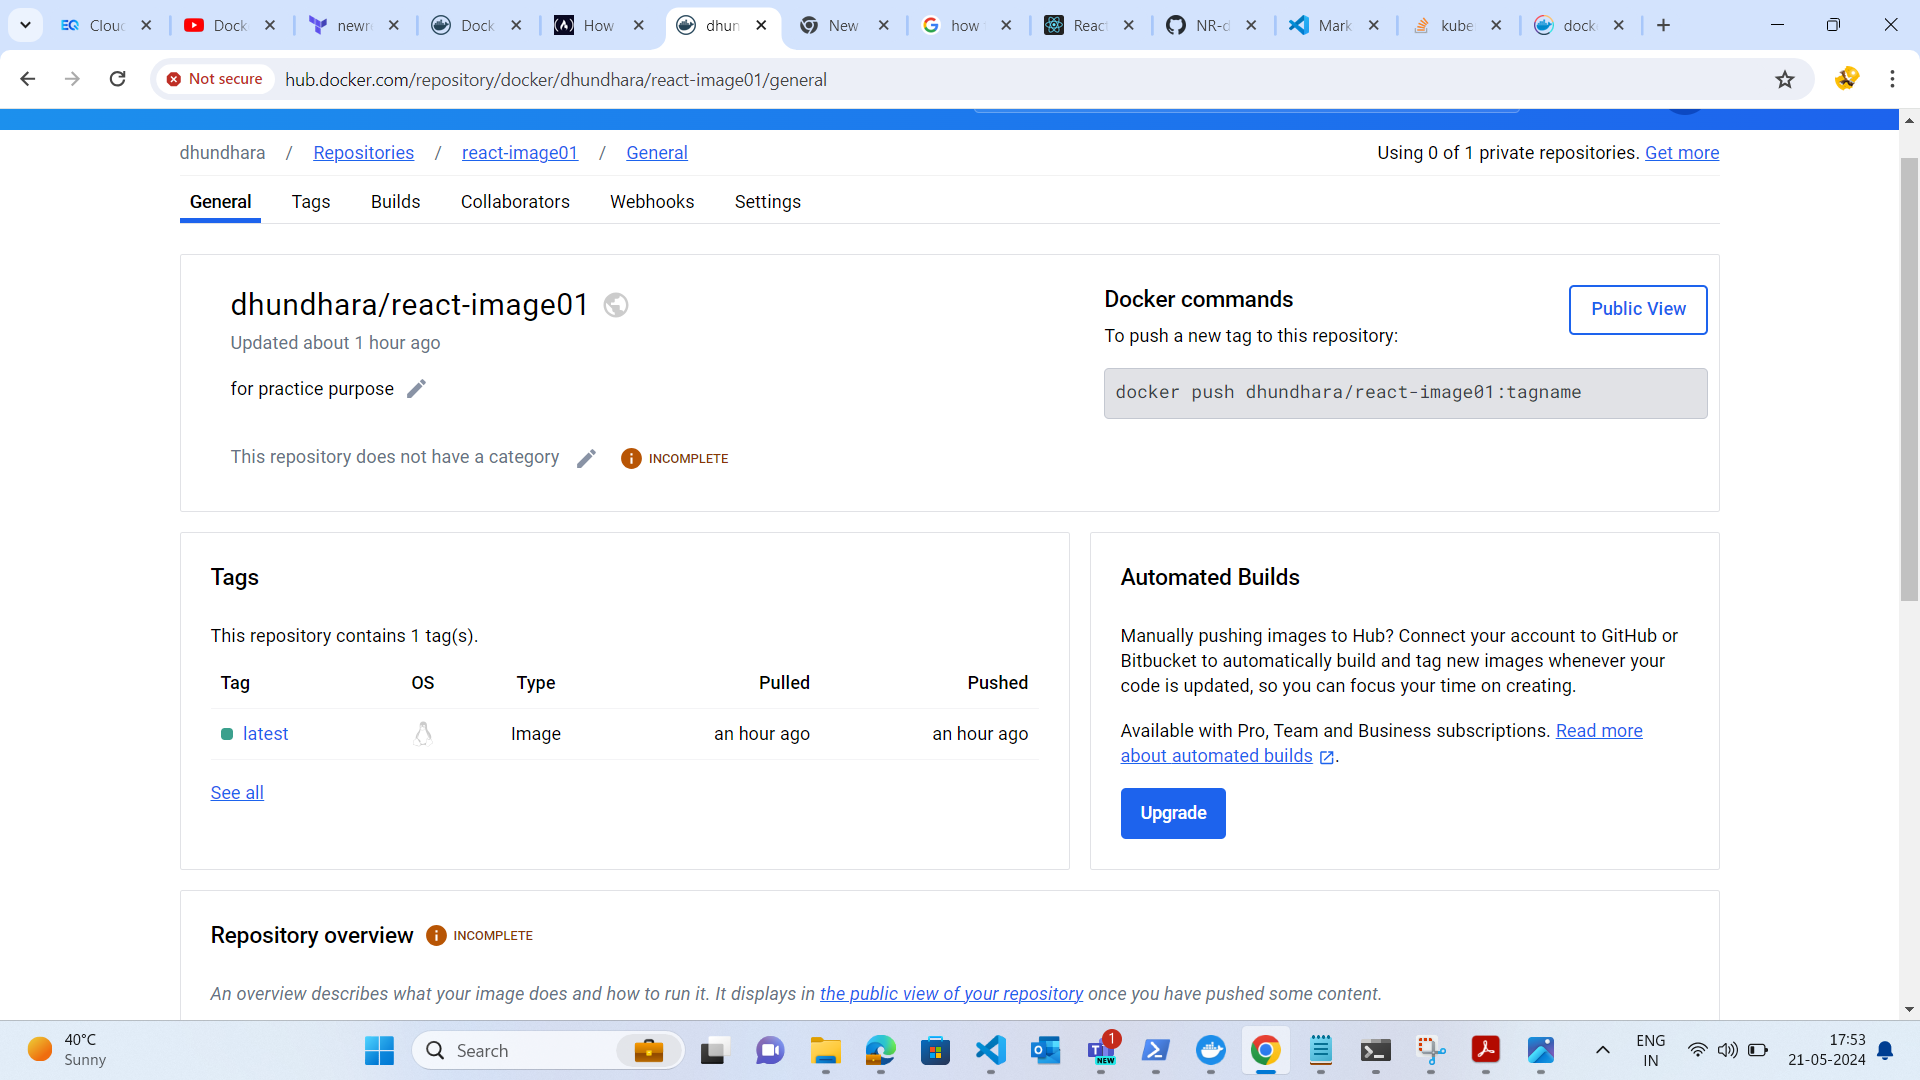 Cloud
Docke
newre
Dock
How
dhun
New
how t
React
NR-d
Mark
kube
docke
Not secure
hub.docker.com/repository/docker/dhundhara/react-image01/general
dhundhara / Repositories / react-image01 / General
Using 0 of 1 private repositories. Get more
General Tags Builds Collaborators Webhooks Settings
dhundhara/react-image01
Updated about 1 hour ago
for practice purpose
This repository does not have a category
INCOMPLETE
Docker commands
Public View
To push a new tag to this repository:
docker push dhundhara/react-image01:tagname
Tags
This repository contains 1 tag(s).
Tag OS Type Pulled Pushed
latest Image an hour ago an hour ago
See all
Automated Builds
Manually pushing images to Hub? Connect your account to GitHub or
Bitbucket to automatically build and tag new images whenever your
code is updated, so you can focus your time on creating.
Available with Pro, Team and Business subscriptions. Read more
about automated builds .
Upgrade
Repository overview
INCOMPLETE
An overview describes what your image does and how to run it. It displays in the public view of your repository once you have pushed some content.
40°C
Sunny
Search
1
NEW
ENG
IN
17:53
21-05-2024